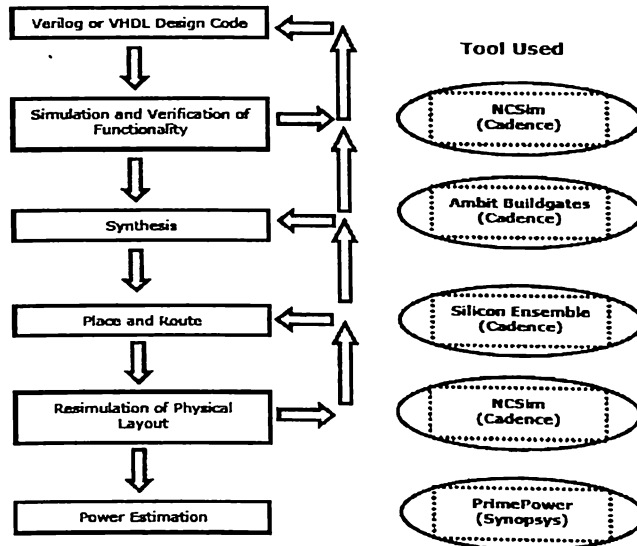 Verilog or VHDL Design Code
Tool Used
Simulation and Verification of
Functionality
NCSim
(Cadence)
Synthesis
Ambit Buildgates
(Cadence)
Place and Route
Silicon Ensemble
(Cadence)
Resimulation of Physical
Layout
NCSim
(Cadence)
Power Estimation
PrimePower
(Synopsys)